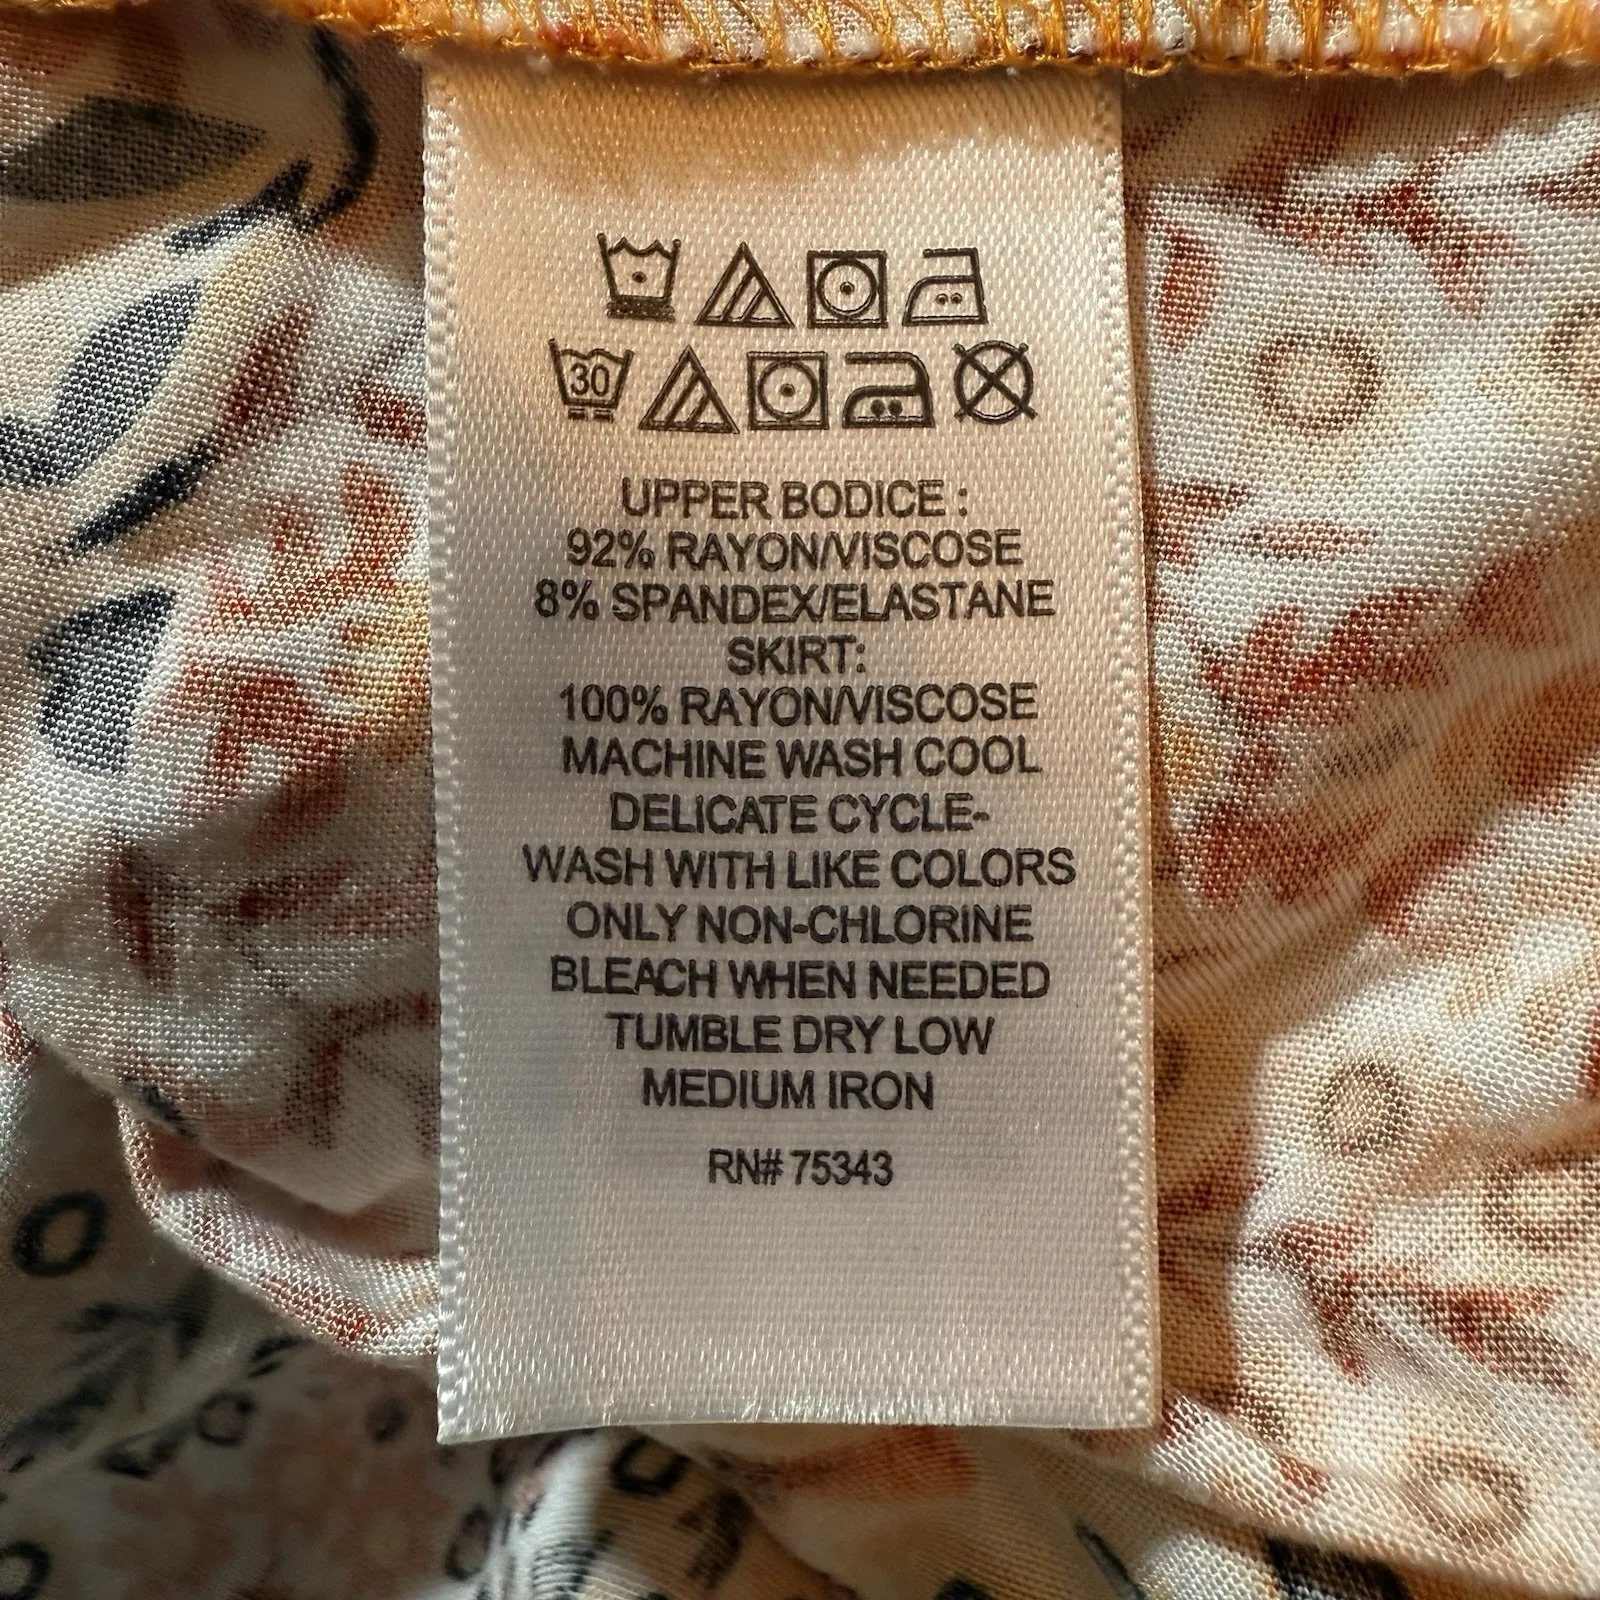 30
UPPER BODICE :
92% RAYON/VISCOSE
8% SPANDEX/ELASTANE
SKIRT:
100% RAYON/VISCOSE
MACHINE WASH COOL
DELICATE CYCLE-
WASH WITH LIKE COLORS
ONLY NON-CHLORINE
BLEACH WHEN NEEDED
TUMBLE DRY LOW
MEDIUM IRON
RN# 75343